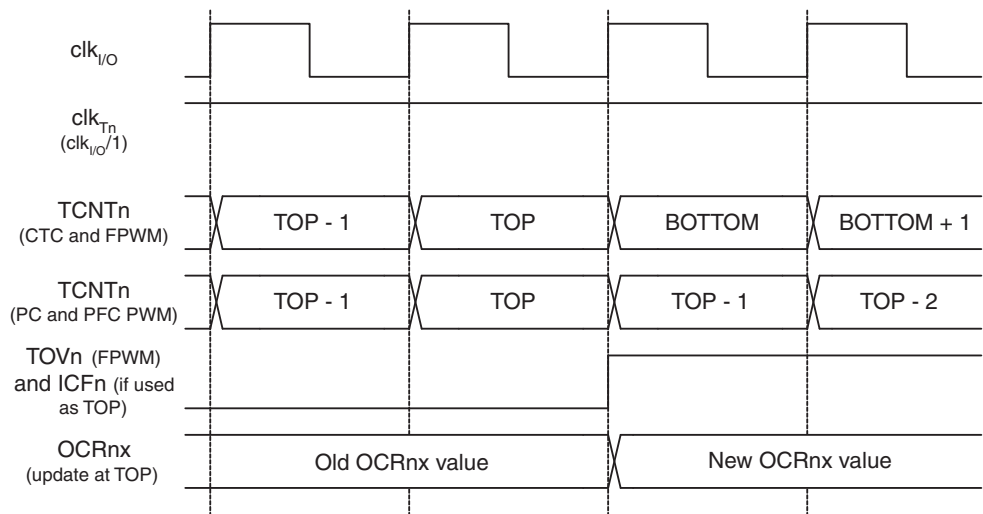 clkI/O
clkTn
(clkI/O/1)
TCNTn
(CTC and FPWM)
TOP - 1
TOP
BOTTOM
BOTTOM + 1
TCNTn
(PC and PFC PWM)
TOP - 1
TOP
TOP - 1
TOP - 2
TOVn (FPWM)
and ICFn (if used
as TOP)
OCRnx
(update at TOP)
Old OCRnx value
New OCRnx value